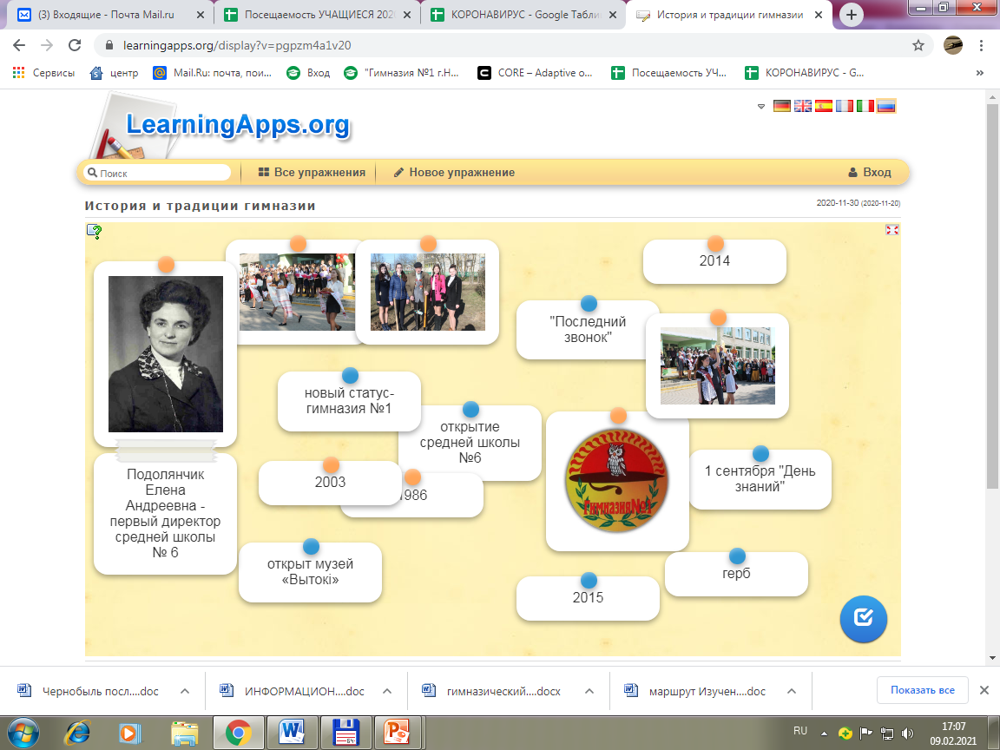 (3) Входящие - Почта Mail.ru
Посещаемость УЧАЩИЕСЯ 202
КОРОНАВИРУС - Google Табли
История и традиции гимназии
learningapps.org/display?v=pgpzm4a1v20
Сервисы
центр
Mail.Ru: почта, пои...
Вход
"Гимназия №1 г.Н...
CORE – Adaptive o...
Посещаемость УЧ...
КОРОНАВИРУС - G...
»
LearningApps.org
Поиск
Все упражнения
Новое упражнение
Вход
История и традиции гимназии
2020-11-30 (2020-11-20)
2014
"Последний
звонок"
новый статус-
гимназия №1
открытие
средней школы
№6
Гимназия№1
1 сентября "День
знаний"
2003
1986
Подолянчик
Елена
Андреевна -
первый директор
средней школы
№ 6
открыт музей
«Вытокі»
герб
2015
Чернобыль посл....doc
ИНФОРМАЦИОН....doc
гимназический....docx
маршрут Изучен....doc
Показать все
RU
17:07
09.02.2021